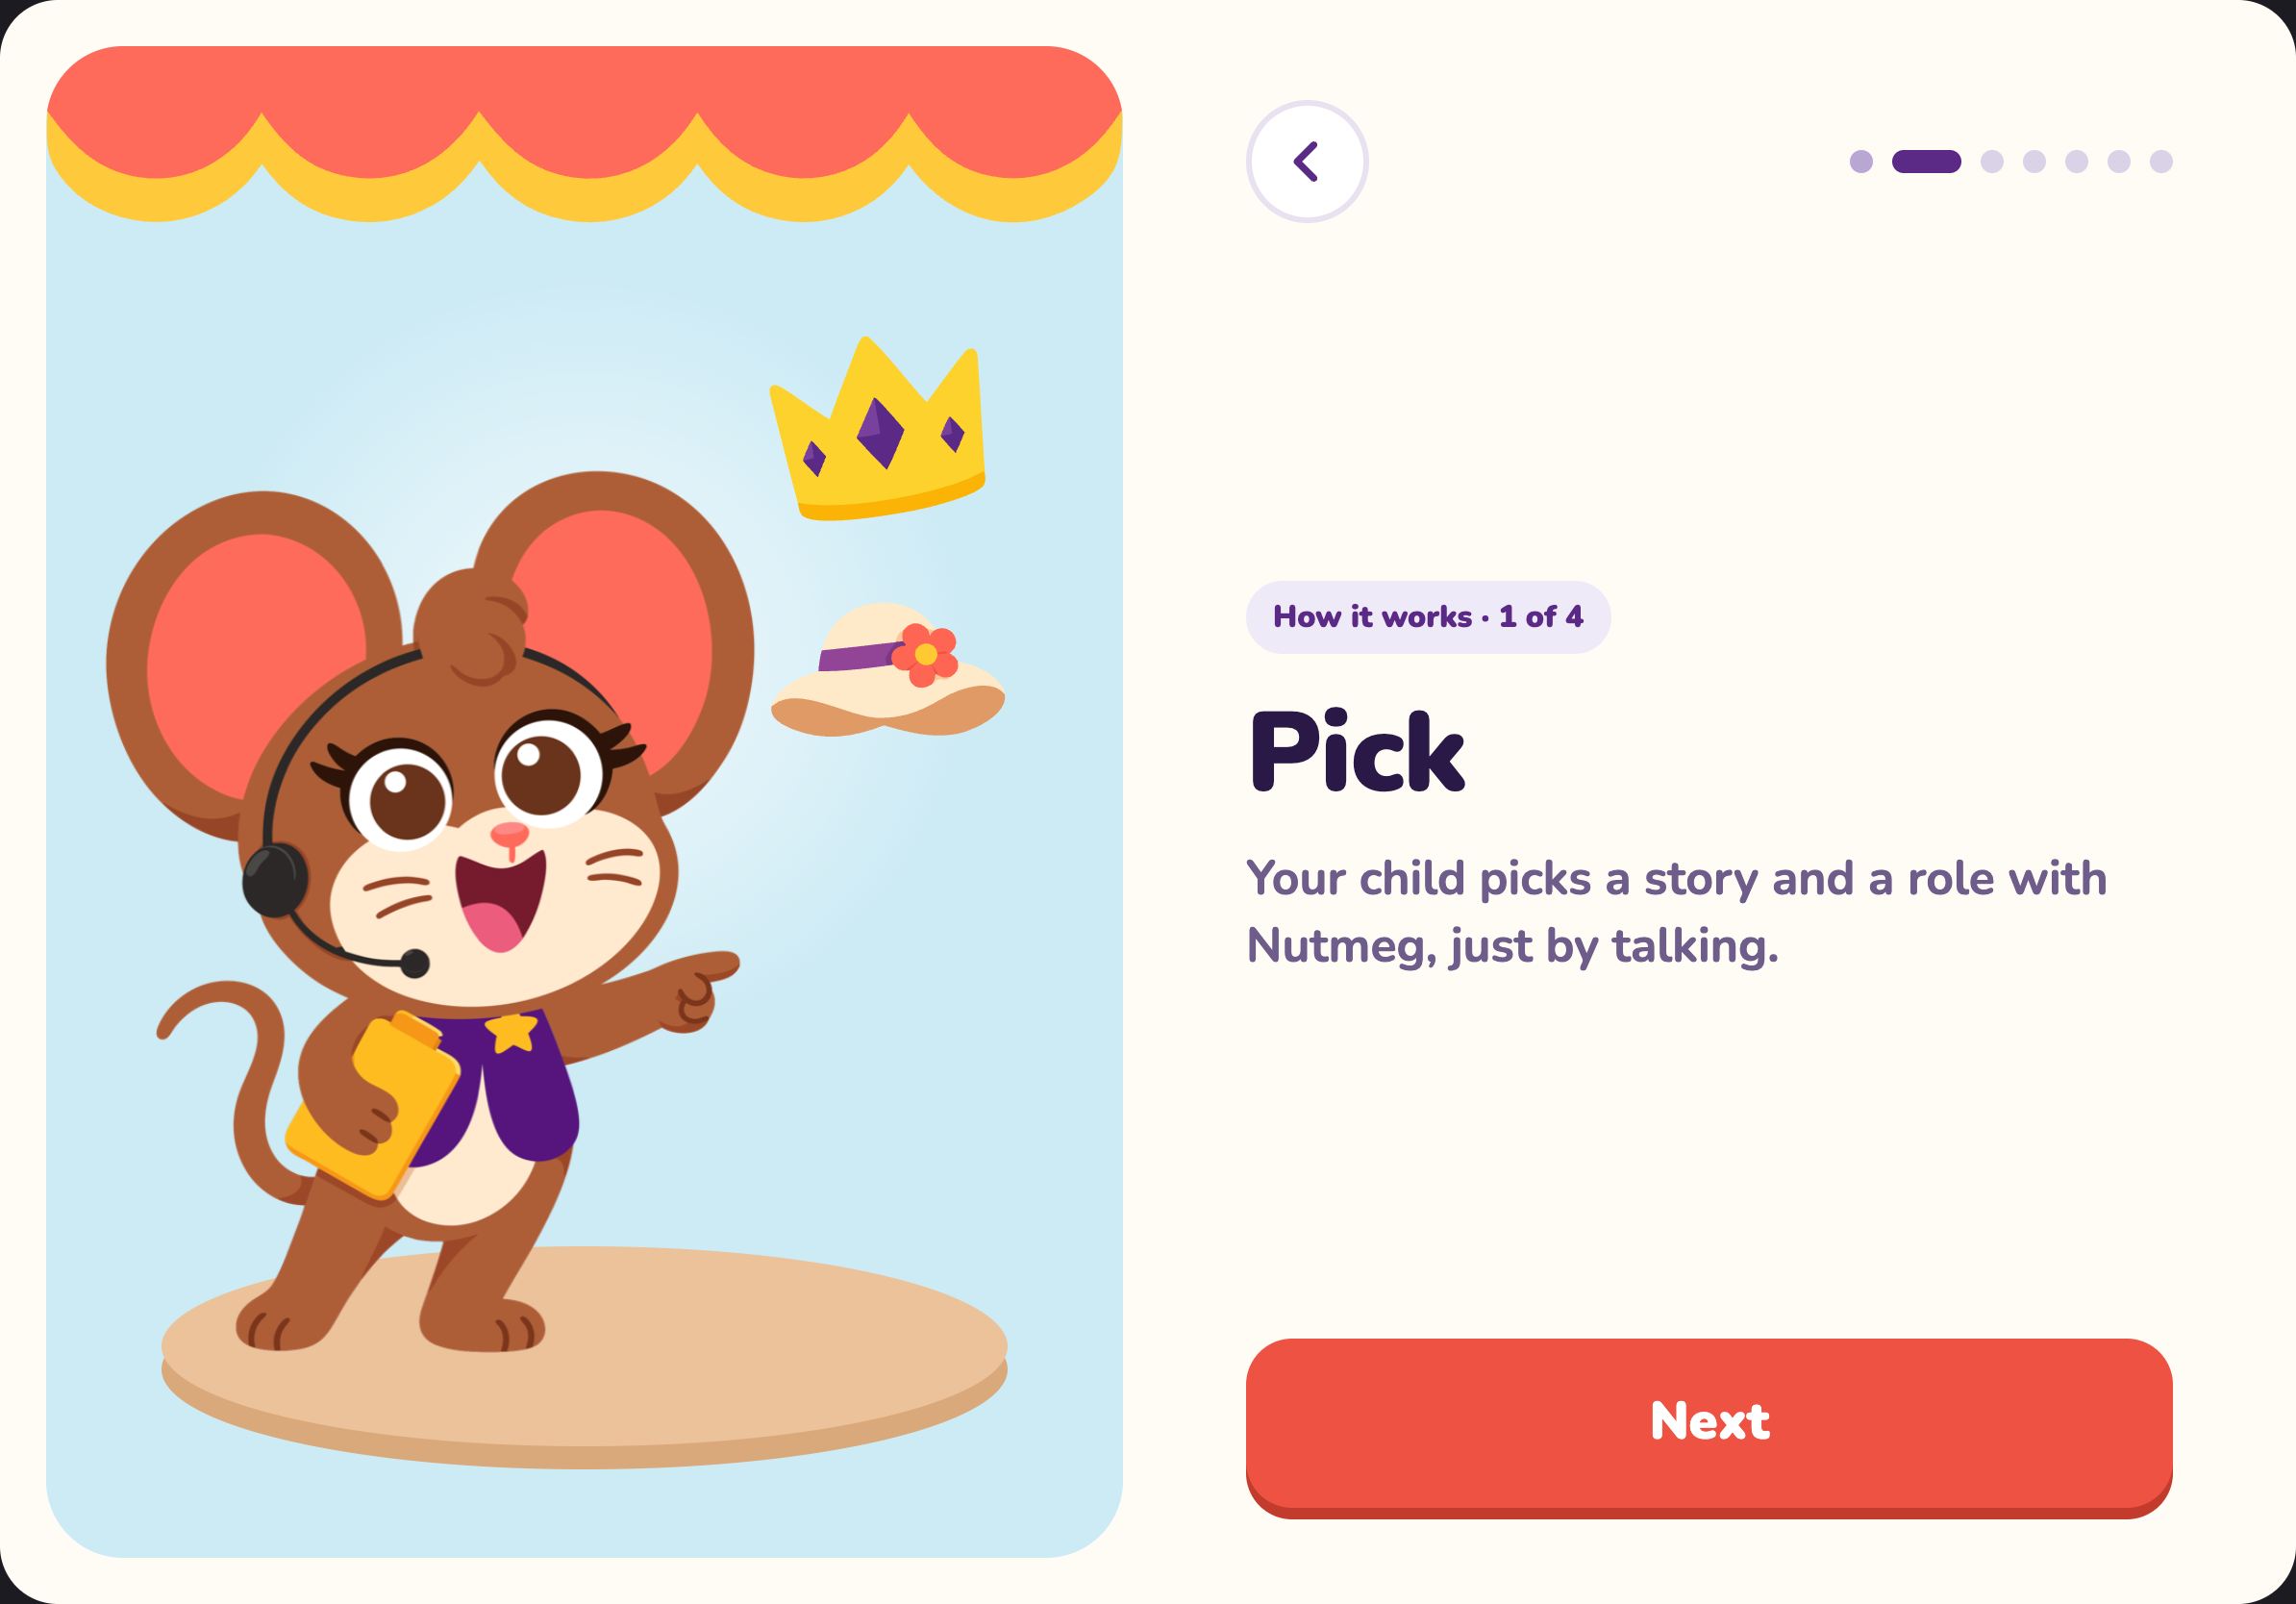 How it works · 1 of 4
Pick
Your child picks a story and a role with
Nutmeg, just by talking.
Next